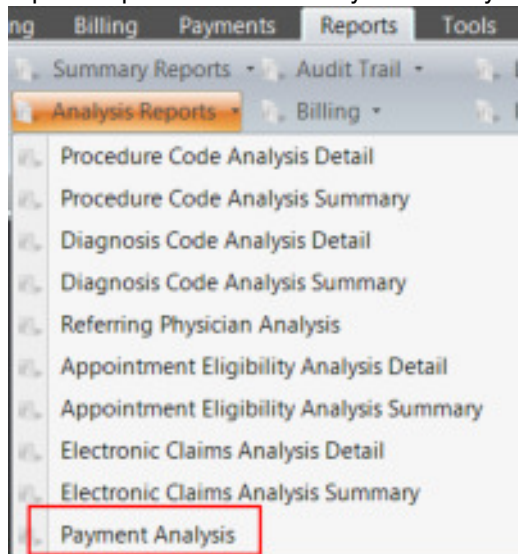 ng Billing Payments Reports Tools
Summary Reports Audit Trail
Analysis Reports Billing
Procedure Code Analysis Detail
Procedure Code Analysis Summary
Diagnosis Code Analysis Detail
Diagnosis Code Analysis Summary
Referring Physician Analysis
Appointment Eligibility Analysis Detail
Appointment Eligibility Analysis Summary
Electronic Claims Analysis Detail
Electronic Claims Analysis Summary
Payment Analysis